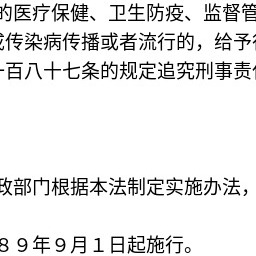 的医疗保健、卫生防疫、监督管
成传染病传播或者流行的，给予行
一百八十七条的规定追究刑事责任
政部门根据本法制定实施办法，
８９年９月１日起施行。